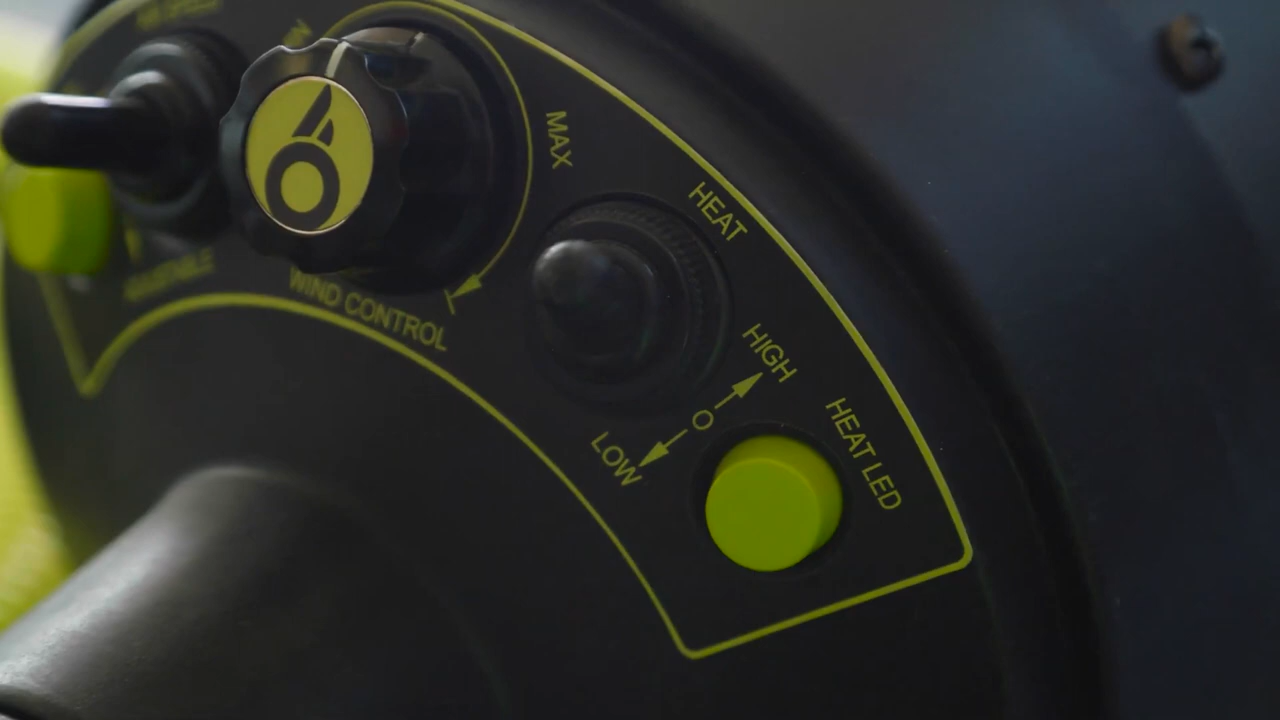 MAX
HEAT
WIND CONTROL
HIGH
O
LOW
HEAT LED